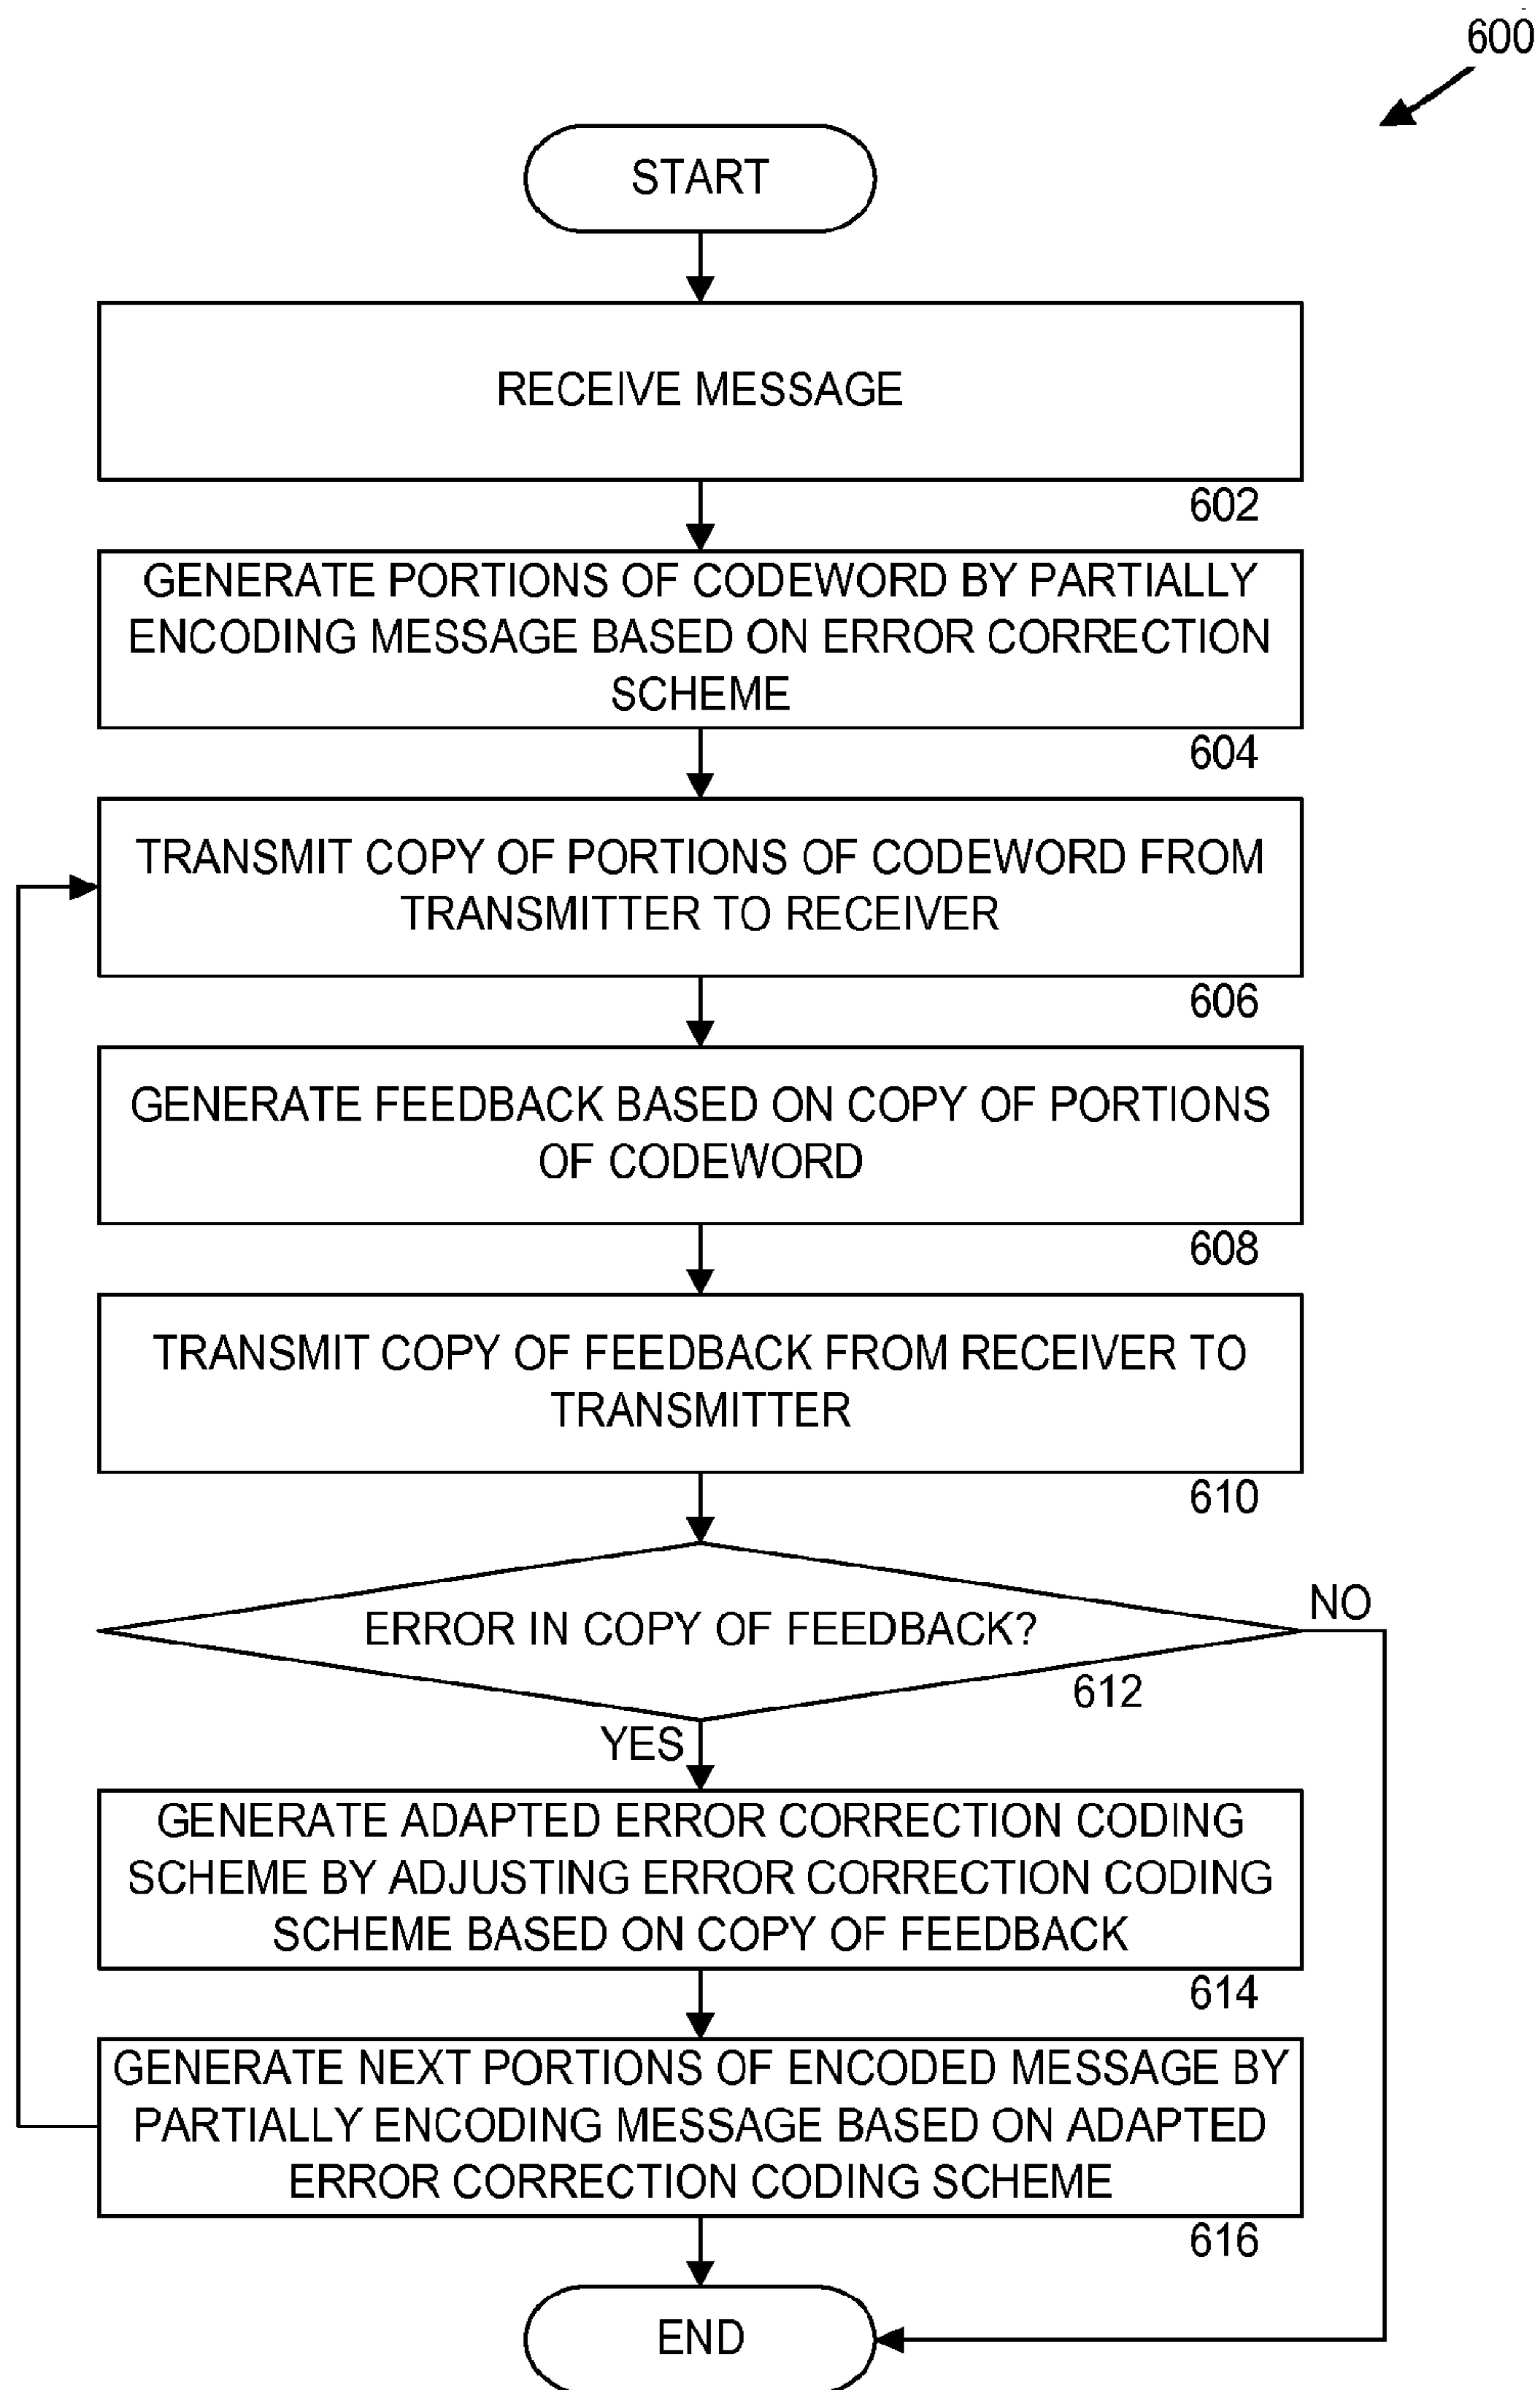 600
START
RECEIVE MESSAGE
602
GENERATE PORTIONS OF CODEWORD BY PARTIALLY
ENCODING MESSAGE BASED ON ERROR CORRECTION
SCHEME
604
TRANSMIT COPY OF PORTIONS OF CODEWORD FROM
TRANSMITTER TO RECEIVER
606
GENERATE FEEDBACK BASED ON COPY OF PORTIONS
OF CODEWORD
608
TRANSMIT COPY OF FEEDBACK FROM RECEIVER TO
TRANSMITTER
610
ERROR IN COPY OF FEEDBACK?
NO
612
YES
GENERATE ADAPTED ERROR CORRECTION CODING
SCHEME BY ADJUSTING ERROR CORRECTION CODING
SCHEME BASED ON COPY OF FEEDBACK
614
GENERATE NEXT PORTIONS OF ENCODED MESSAGE BY
PARTIALLY ENCODING MESSAGE BASED ON ADAPTED
ERROR CORRECTION CODING SCHEME
616
END